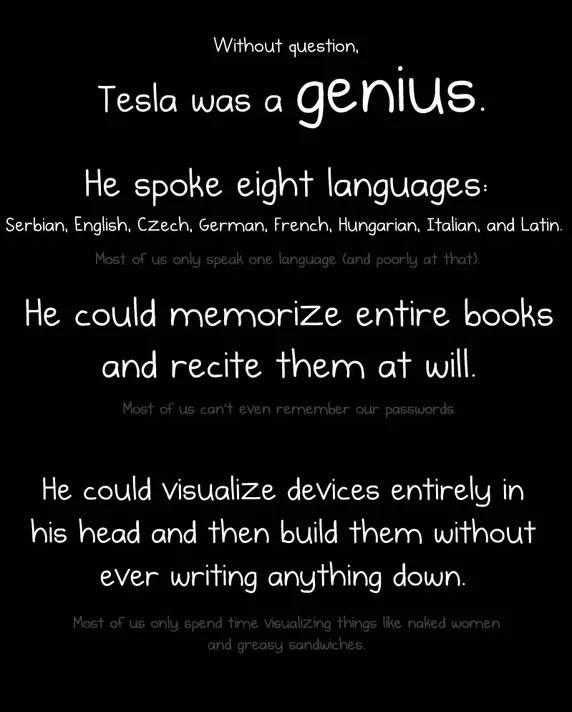 Without question,
Tesla was a genius.
He spoke eight languages:
Serbian, English, Czech, German, French, Hungarian, Italian, and Latin.
Most of us only speak one language (and poorly at that).
He could memorize entire books
and recite them at will.
Most of us can't even remember our passwords.
He could visualize devices entirely in
his head and then build them without
ever writing anything down.
Most of us only spend time visualizing things like naked women
and greasy sandwiches.